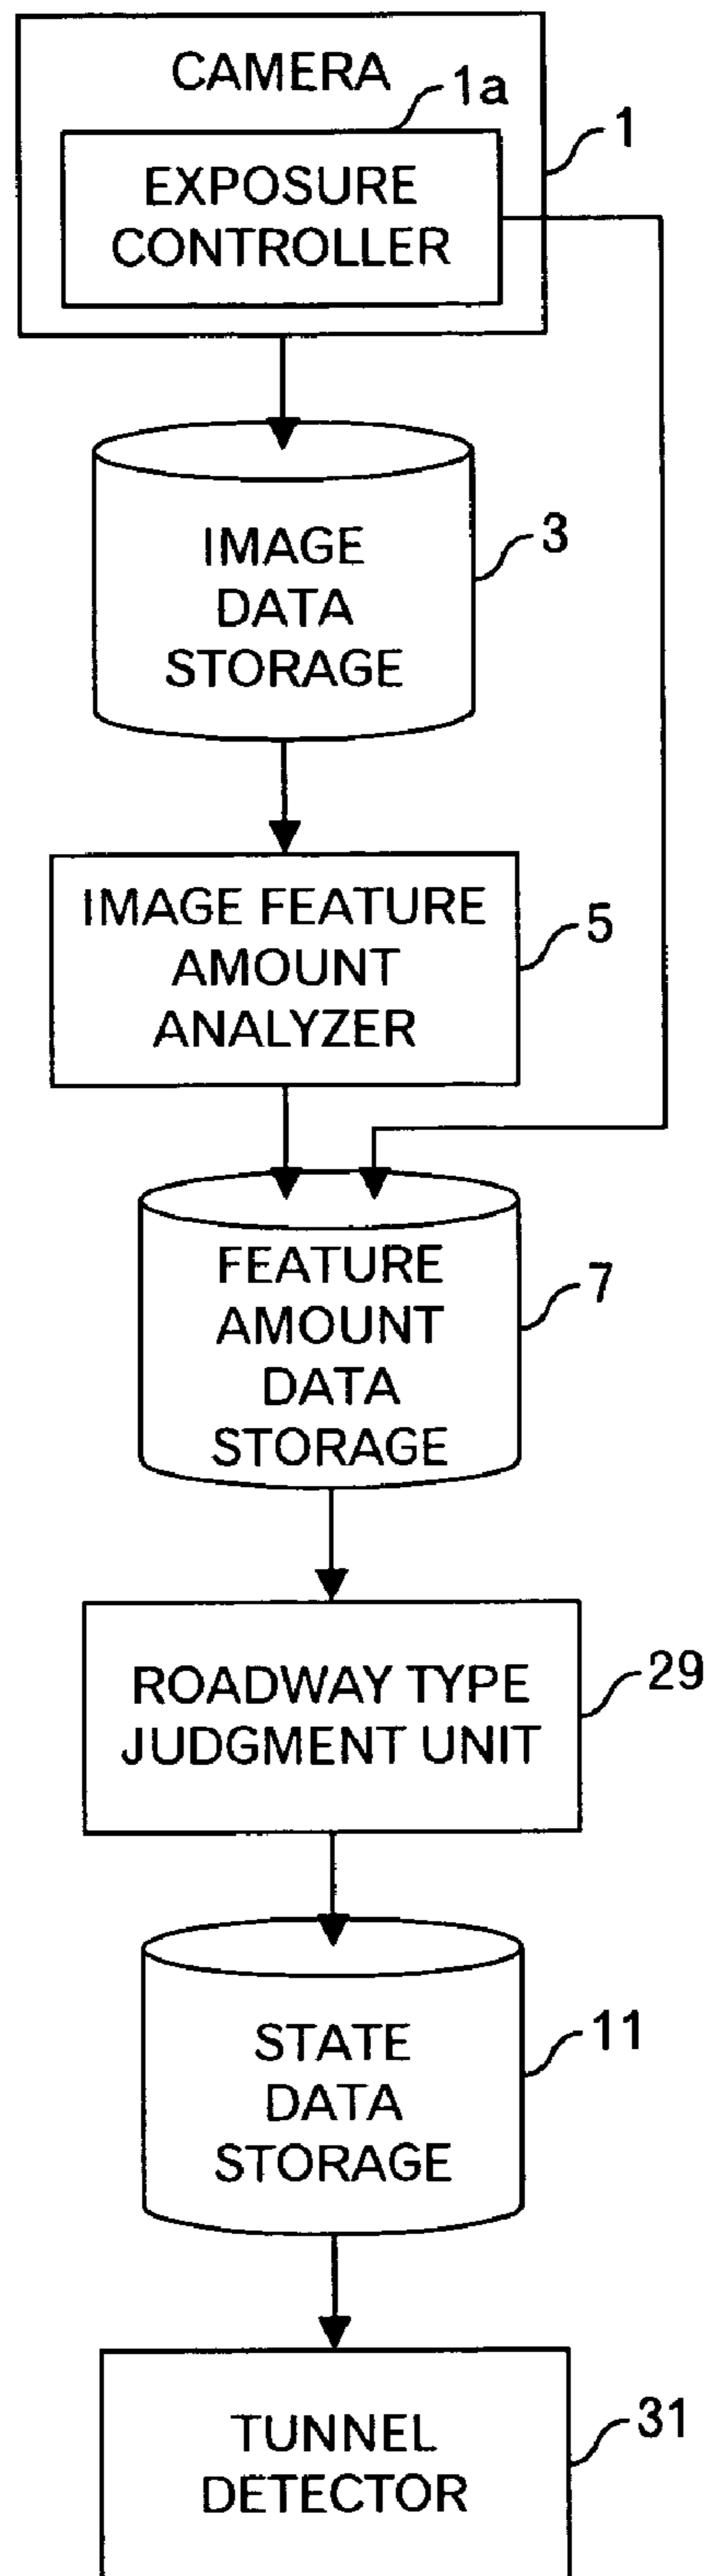 CAMERA
1a
1
EXPOSURE
CONTROLLER
IMAGE
DATA
STORAGE
3
IMAGE FEATURE
AMOUNT
ANALYZER
5
FEATURE
AMOUNT
DATA
STORAGE
7
ROADWAY TYPE
JUDGMENT UNIT
29
STATE
DATA
STORAGE
11
TUNNEL
DETECTOR
31